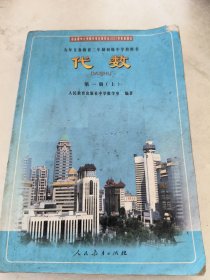 九年义务教育三年制初级中学教科书
代数
第一册(上)
人民教育出版社中学数学室 编著
人民教育出版社